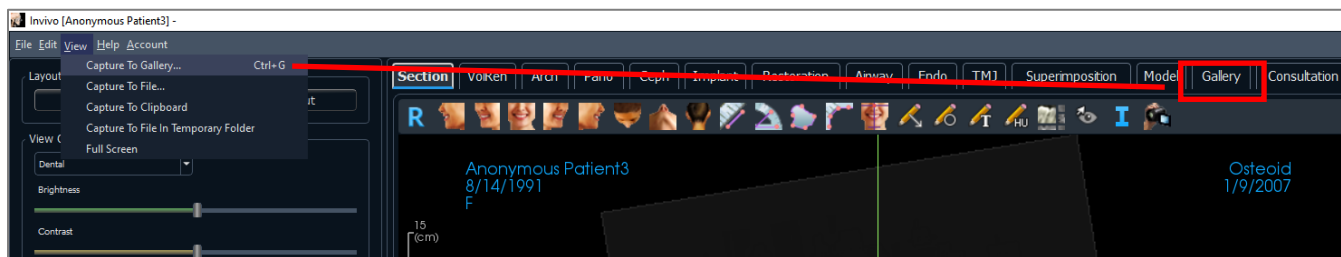 Invivo [Anonymous Patient3] -
File Edit View Help Account
Capture To Gallery... Ctrl+G
Capture To File...
Capture To Clipboard
Capture To File In Temporary Folder
Full Screen
Layout
View
Dental
Brightness
Contrast
Section VolRen Arch Pano Ceph Implant Restoration Airway Endo TMJ Superimposition Model Gallery Consultation
R T HU I
Anonymous Patient3
8/14/1991
F
Osteoid
1/9/2007
15
(cm)